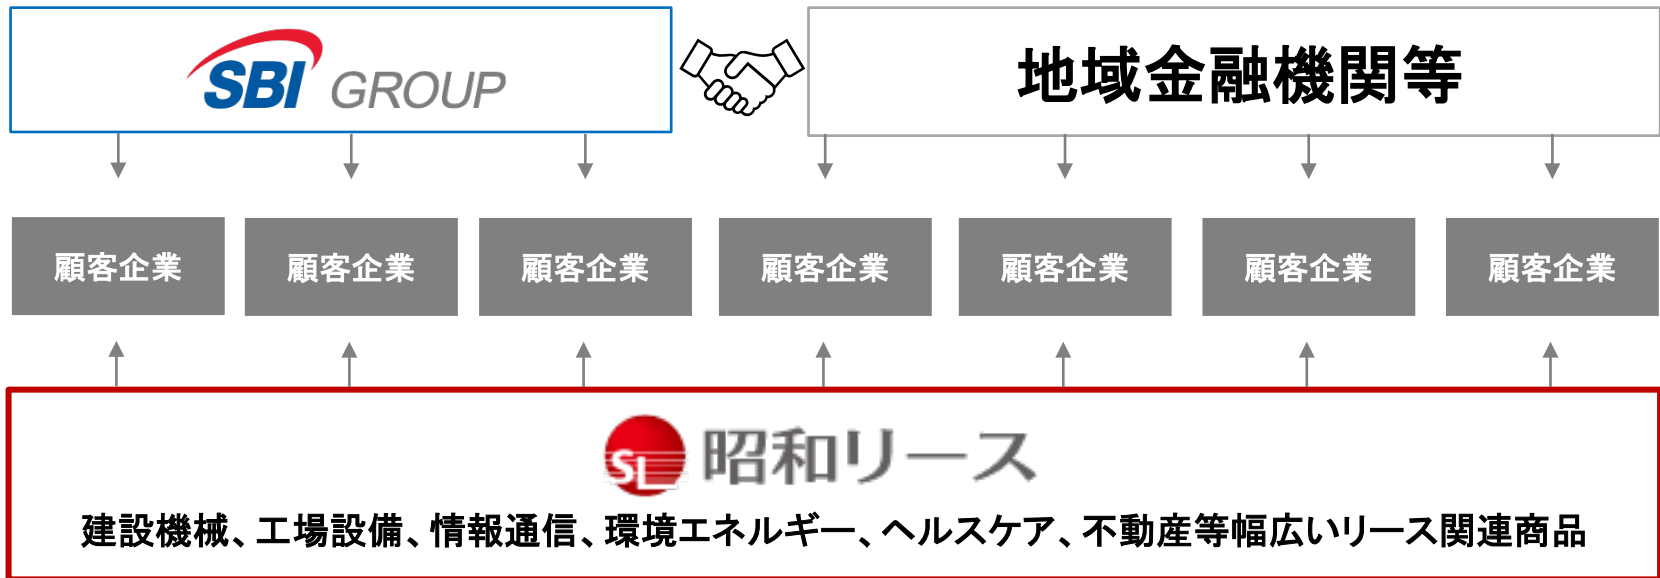 SBI GROUP
地域金融機関等
顧客企業
顧客企業
顧客企業
顧客企業
顧客企業
顧客企業
顧客企業
SL 昭和リース
建設機械、工場設備、情報通信、環境エネルギー、ヘルスケア、不動産等幅広いリース関連商品